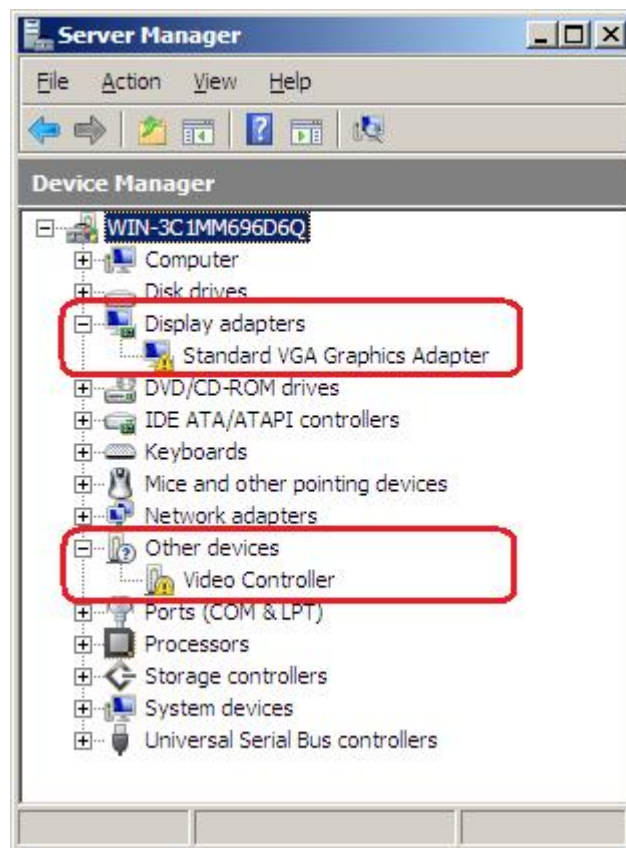 Server Manager
File Action View Help
Device Manager
WIN-3C1MM696D6Q
Computer
Disk drives
Display adapters
Standard VGA Graphics Adapter
DVD/CD-ROM drives
IDE ATA/ATAPI controllers
Keyboards
Mice and other pointing devices
Network adapters
Other devices
Video Controller
Ports (COM & LPT)
Processors
Storage controllers
System devices
Universal Serial Bus controllers